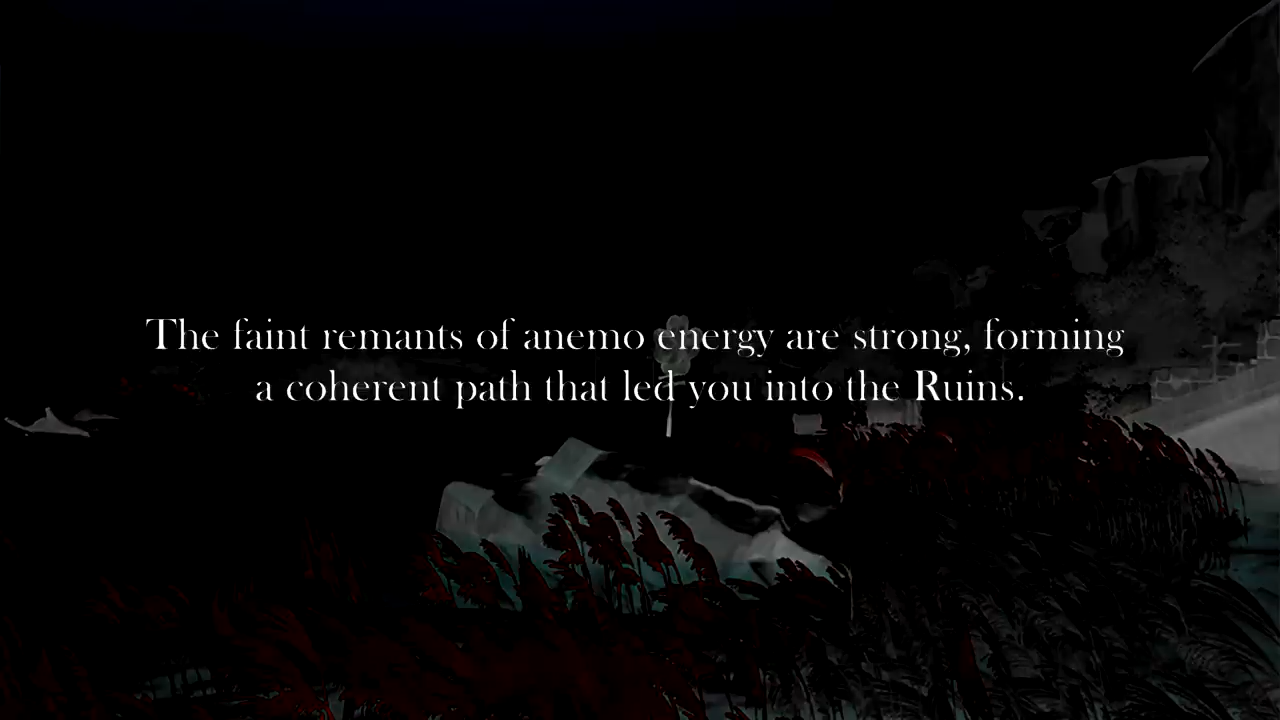 The faint remants of anemo energy are strong, forming
a coherent path that led you into the Ruins.